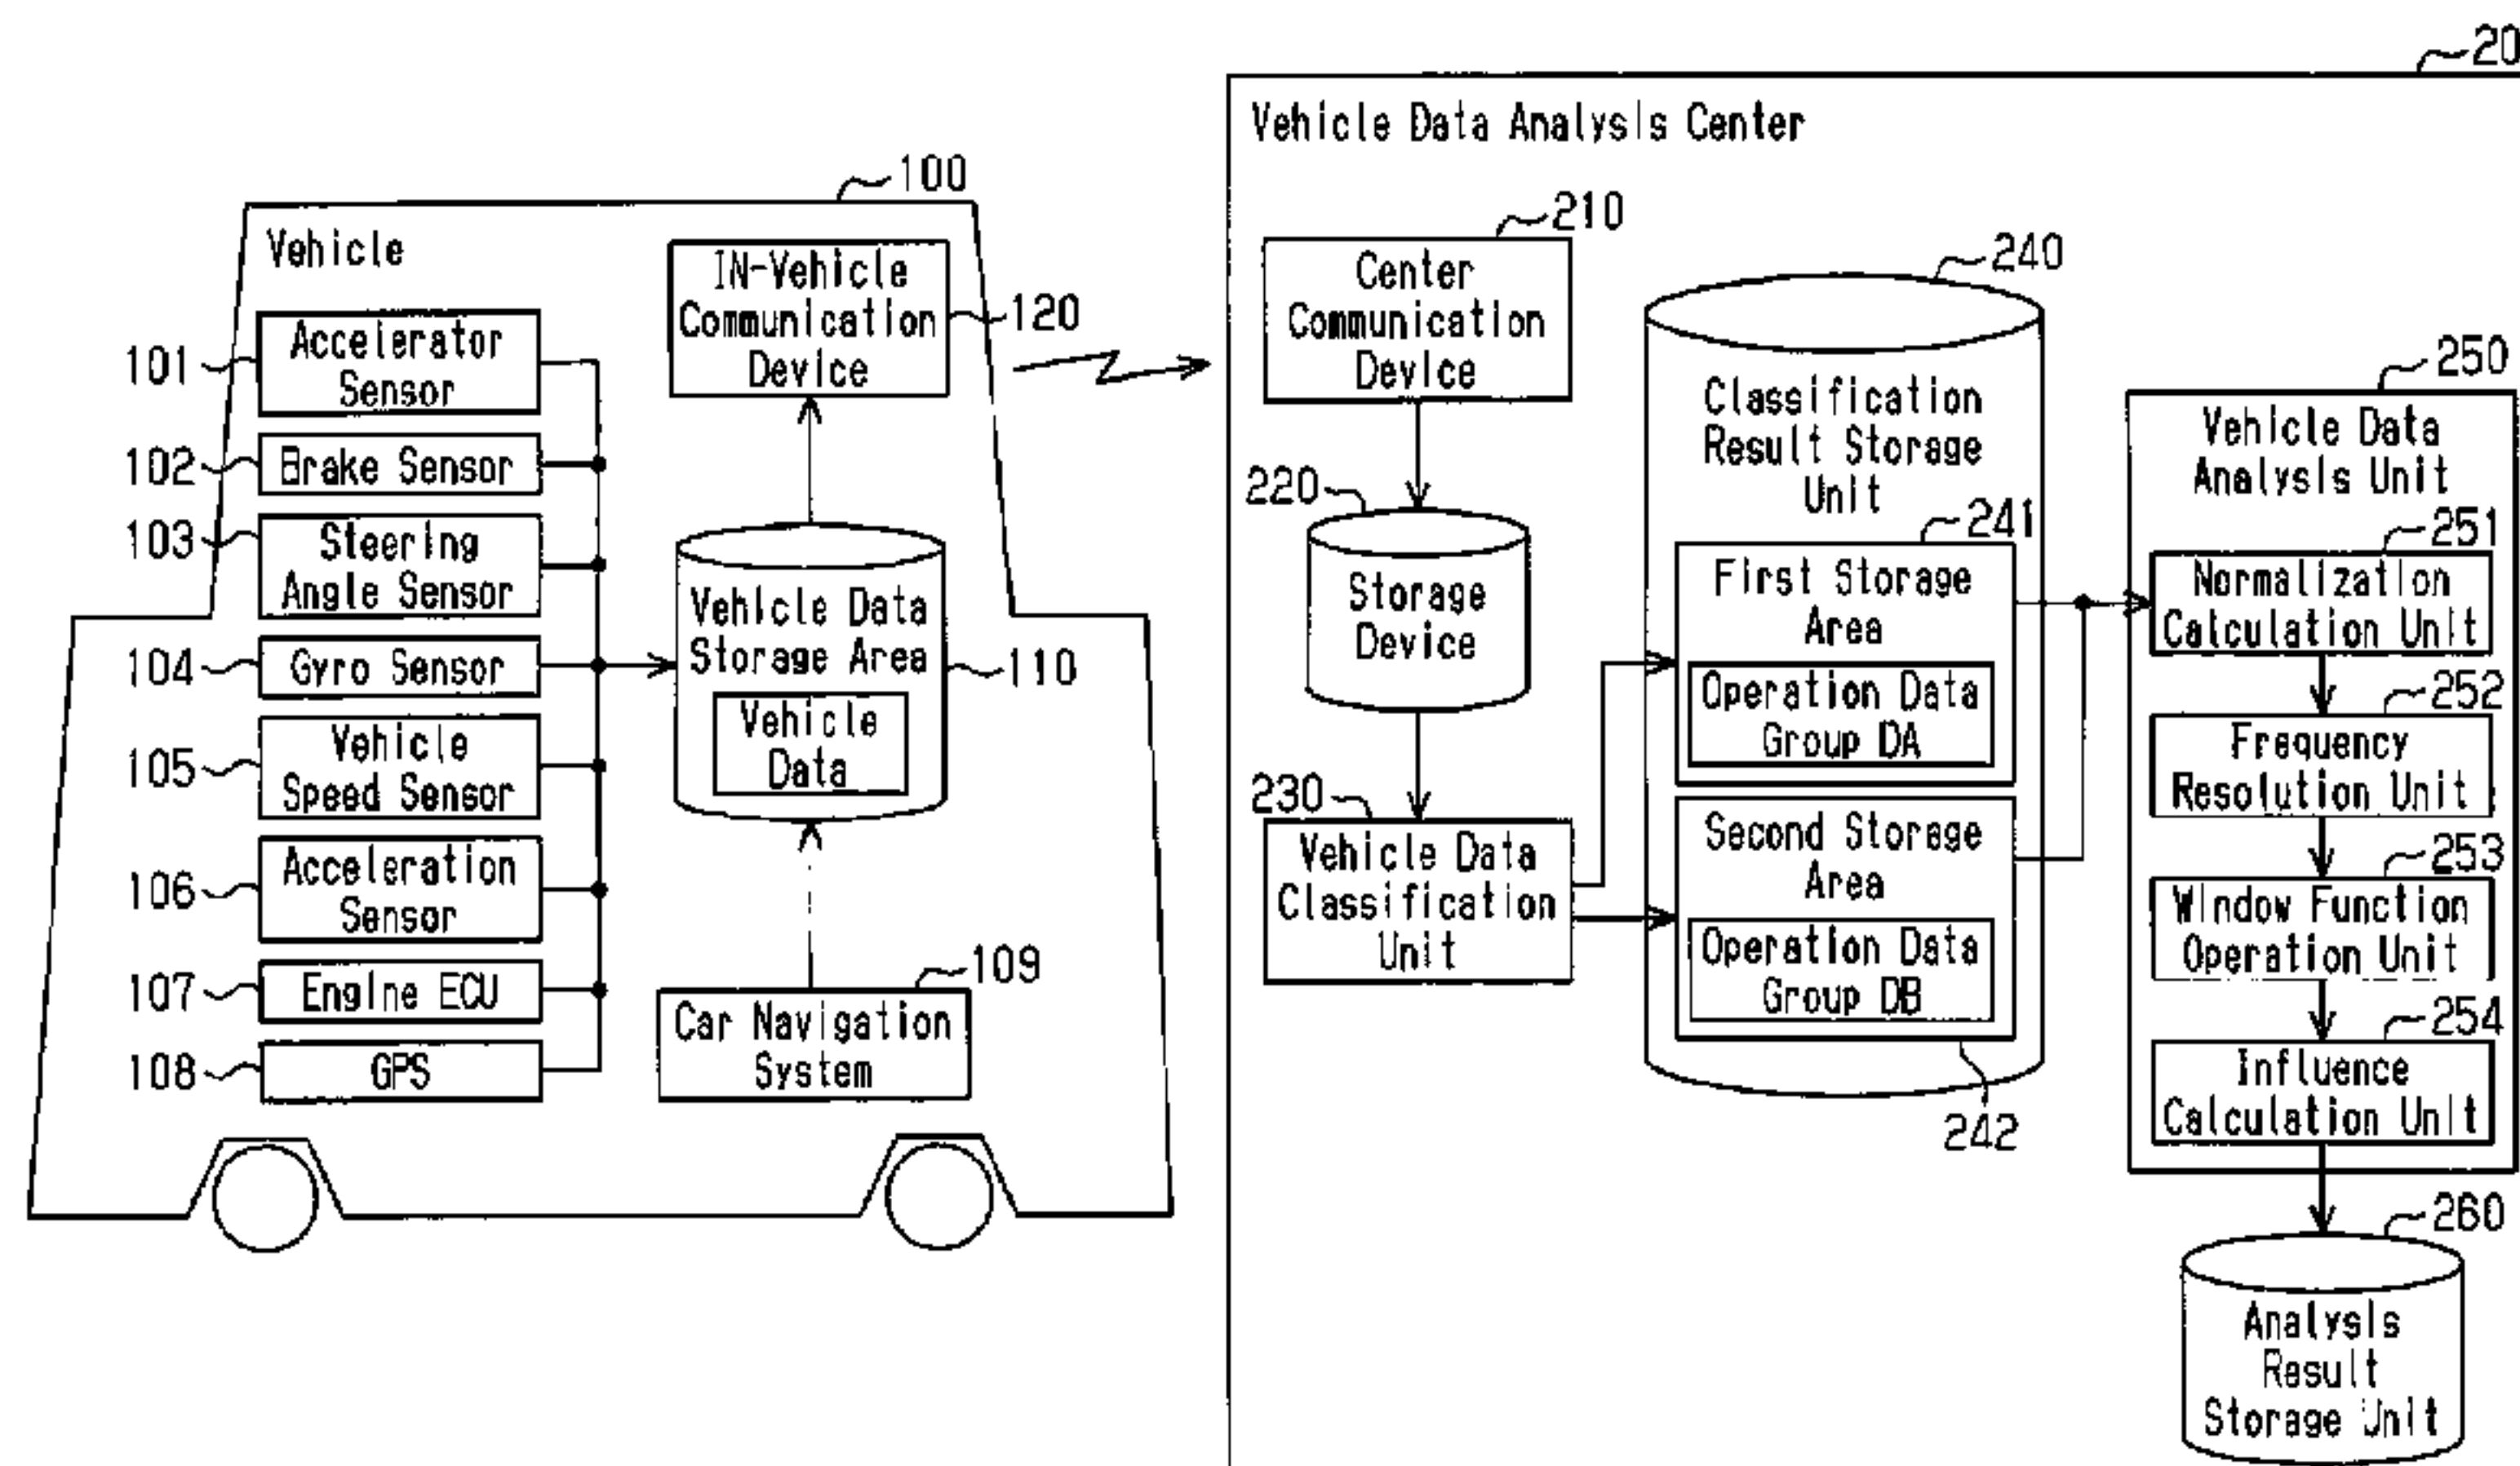 20
Vehicle Data Analysis Center
100
Vehicle
IN-Vehicle
Communication
Device
120
101
Accelerator
Sensor
102
Brake Sensor
103
Steering
Angle Sensor
104
Gyro Sensor
105
Vehicle
Speed Sensor
106
Acceleration
Sensor
107
Engine ECU
108
GPS
Vehicle Data
Storage Area
110
Vehicle
Data
109
Car Navigation
System
210
Center
Communication
Device
220
Storage
Device
230
Vehicle Data
Classification
Unit
240
Classification
Result Storage
Unit
241
First Storage
Area
Operation Data
Group DA
Second Storage
Area
Operation Data
Group DB
242
250
Vehicle Data
Analysis Unit
251
Normalization
Calculation Unit
252
Frequency
Resolution Unit
253
Window Function
Operation Unit
254
Influence
Calculation Unit
260
Analysis
Result
Storage Unit